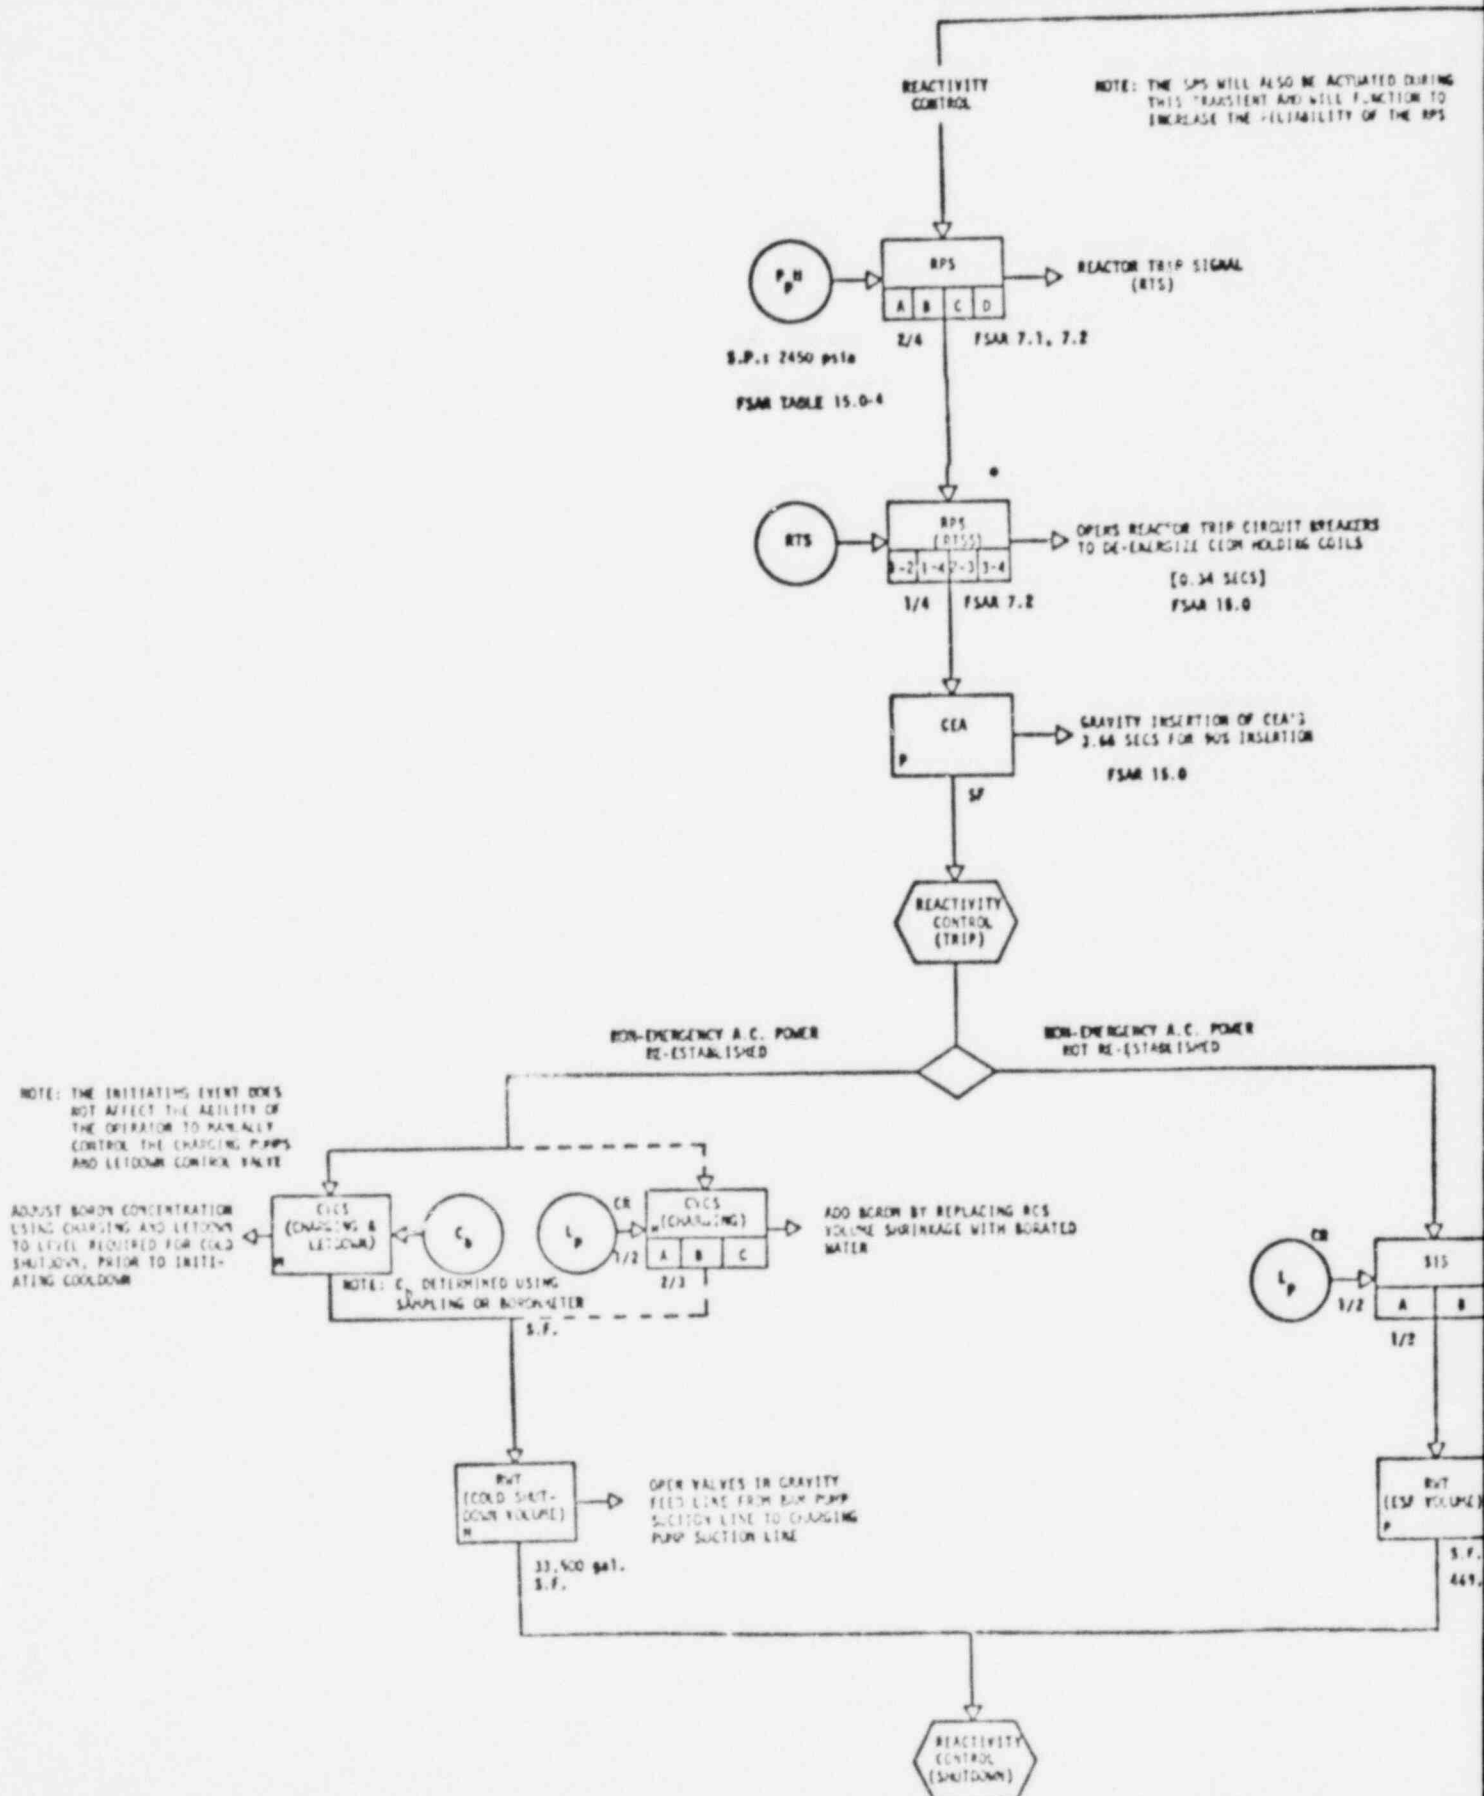 REACTIVITY
CONTROL
NOTE: THE SPS WILL ALSO BE ACTUATED DURING
THIS TRANSIENT AND WILL FUNCTION TO
INCREASE THE RELIABILITY OF THE RPS
P P H
RPS
A B C D
REACTOR TRIP SIGNAL
(RTS)
2/4
FSAR 7.1, 7.2
S.P.: 2450 psia
FSAR TABLE 15.0-4
RTS
RPS
(RTSS)
1-4 2-3 3-4
OPENS REACTOR TRIP CIRCUIT BREAKERS
TO DE-ENERGIZE CEDM HOLDING COILS
[0.34 SECS]
FSAR 15.0
1/4
FSAR 7.2
CEA
P
GRAVITY INSERTION OF CEA'S
3.66 SECS FOR 90% INSERTION
FSAR 15.0
SF
REACTIVITY
CONTROL
(TRIP)
NON-EMERGENCY A.C. POWER
RE-ESTABLISHED
NON-EMERGENCY A.C. POWER
NOT RE-ESTABLISHED
NOTE: THE INITIATING EVENT DOES
NOT AFFECT THE ABILITY OF
THE OPERATOR TO MANUALLY
CONTROL THE CHARGING PUMPS
AND LETDOWN CONTROL VALVE
ADJUST BORON CONCENTRATION
USING CHARGING AND LETDOWN
TO LEVEL REQUIRED FOR COLD
SHUTDOWN, PRIOR TO INITI-
ATING COOLDOWN
CVCS
(CHARGING &
LETDOWN)
M
C b
NOTE: C b DETERMINED USING
SAMPLING OR BORONMETER
S.F.
L P
CR
1/2
CVCS
M (CHARGING)
A B C
2/3
ADD BORON BY REPLACING RCS
VOLUME SHRINKAGE WITH BORATED
WATER
L P
CR
1/2
SIS
A B
1/2
RWT
(COLD SHUT-
DOWN VOLUME)
M
OPEN VALVES IN GRAVITY
FEED LINE FROM BAM PUMP
SUCTION LINE TO CHARGING
PUMP SUCTION LINE
33,500 gal.
S.F.
RWT
(ESF VOLUME)
P
S.F.
REACTIVITY
CONTROL
(SHUTDOWN)